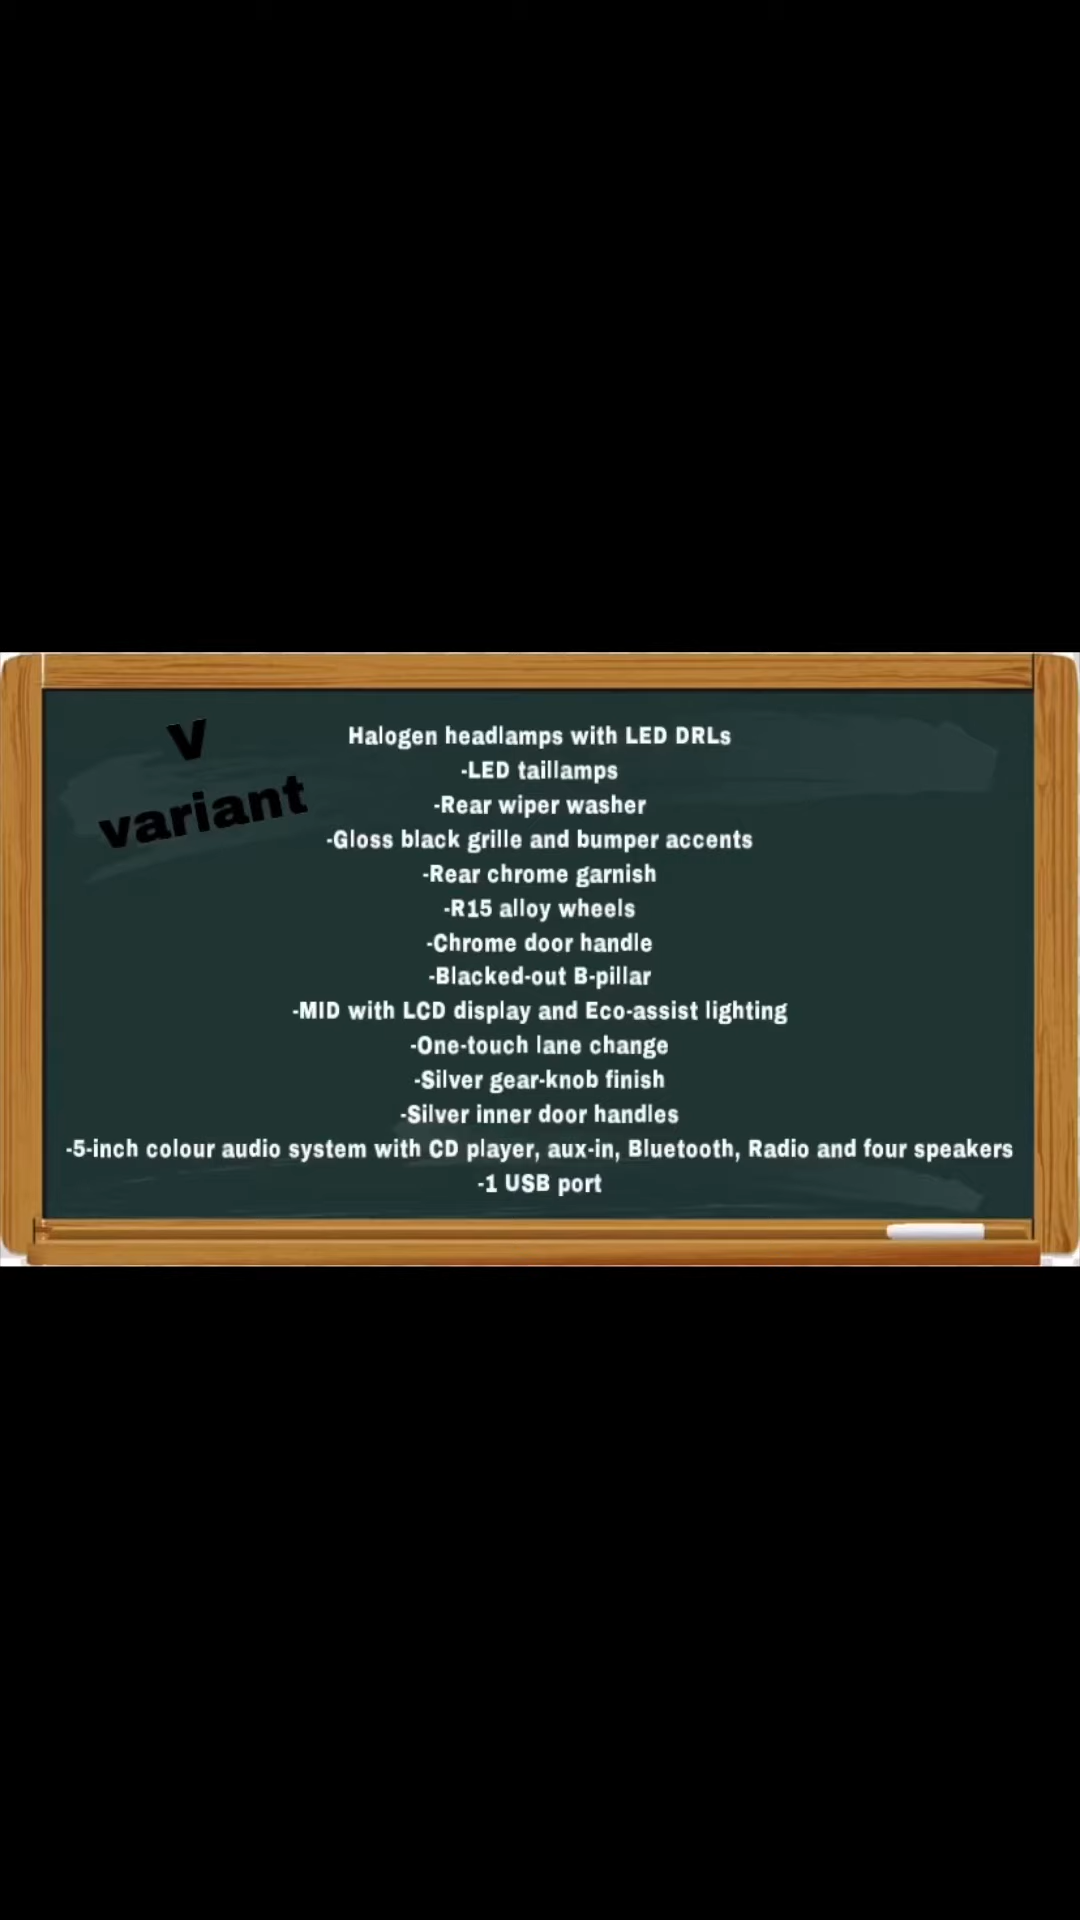 V
variant
Halogen headlamps with LED DRLs
-LED taillamps
-Rear wiper washer
-Gloss black grille and bumper accents
-Rear chrome garnish
-R15 alloy wheels
-Chrome door handle
-Blacked-out B-pillar
-MID with LCD display and Eco-assist lighting
-One-touch lane change
-Silver gear-knob finish
-Silver inner door handles
-5-inch colour audio system with CD player, aux-in, Bluetooth, Radio and four speakers
-1 USB port